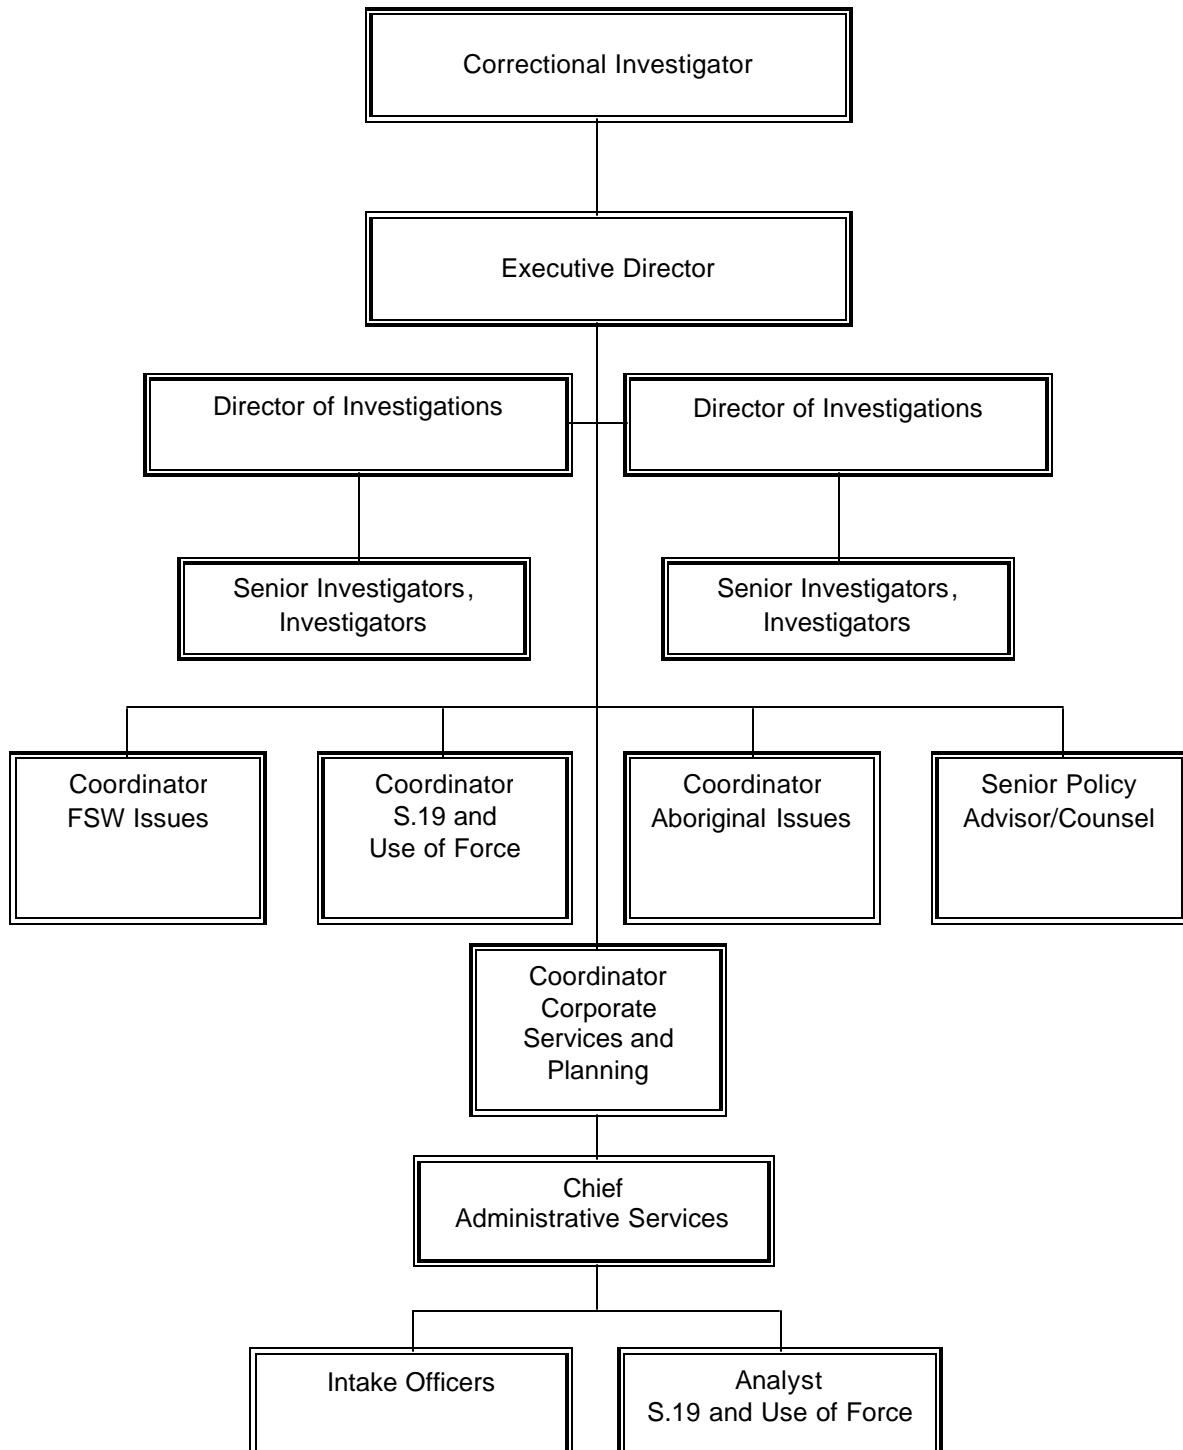 Correctional Investigator
Executive Director
Director of Investigations
Director of Investigations
Senior Investigators,
Investigators
Senior Investigators,
Investigators
Coordinator
FSW Issues
Coordinator
S.19 and
Use of Force
Coordinator
Aboriginal Issues
Senior Policy
Advisor/Counsel
Coordinator
Corporate
Services and
Planning
Chief
Administrative Services
Intake Officers
Analyst
S.19 and Use of Force